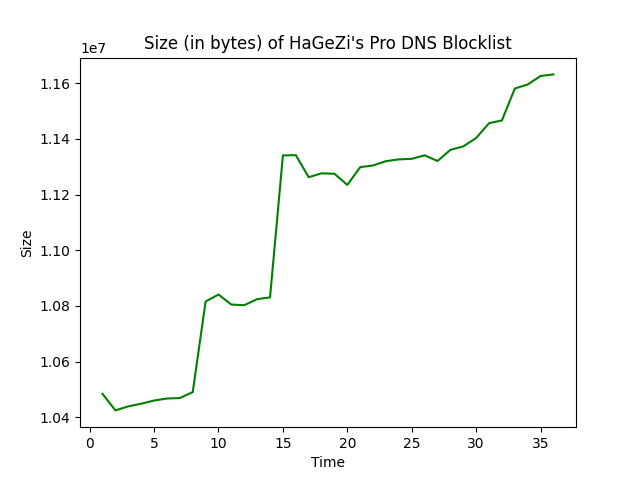 Size (in bytes) of HaGeZi's Pro DNS Blocklist
1e7
1.16
1.14
1.12
1.10
1.08
1.06
1.04
Size
0 5 10 15 20 25 30 35
Time